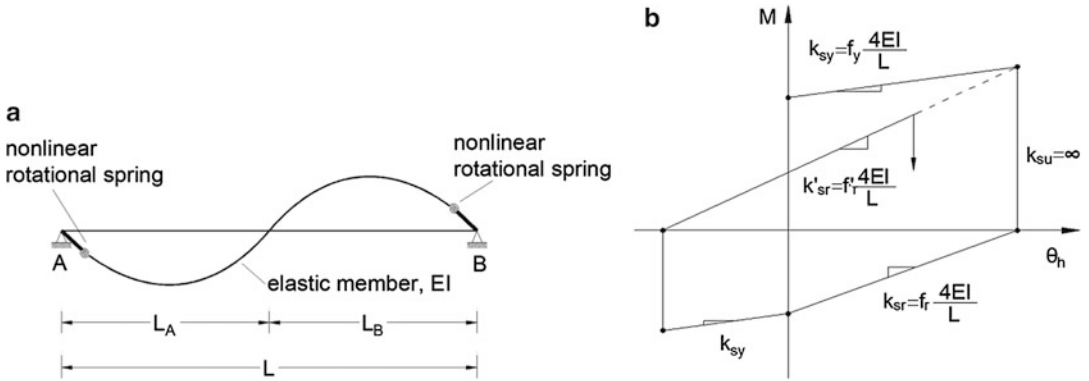 a
nonlinear
rotational spring
nonlinear
rotational spring
A
B
elastic member, EI
L_A
L_B
L
b
M
k_sy=f_y 4EI/L
k_su=∞
k'_sr=f'_r 4EI/L
θ_h
k_sr=f_r 4EI/L
k_sy